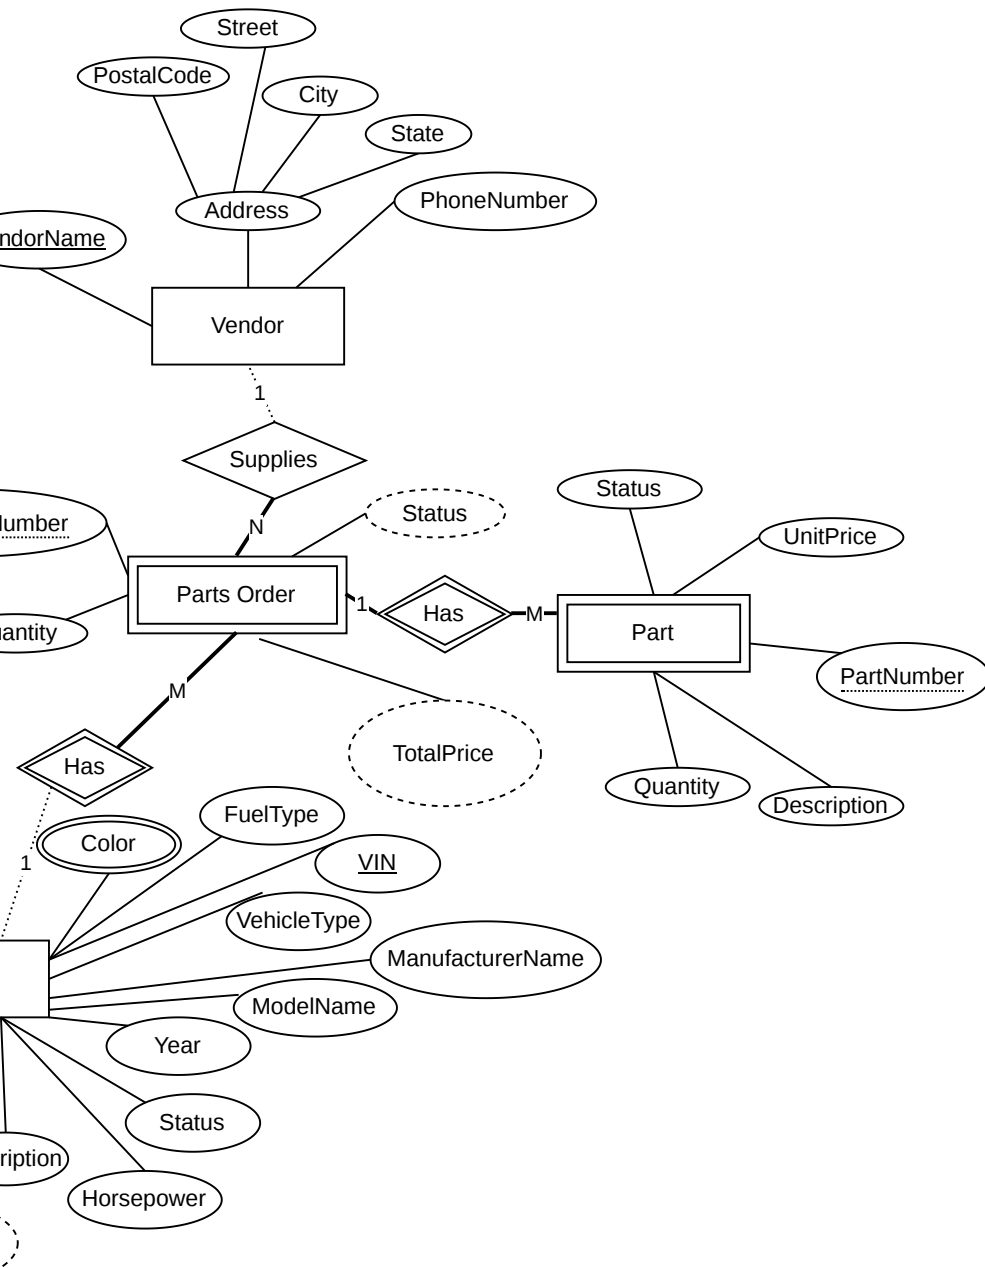 Street
PostalCode
City
State
Address
PhoneNumber
ndorName
Vendor
1
Supplies
Status
N
umber
Parts Order
1
Has
M
Status
UnitPrice
Part
PartNumber
Quantity
Description
antity
M
TotalPrice
Has
1
Color
FuelType
VIN
VehicleType
ManufacturerName
ModelName
Year
Status
ription
Horsepower